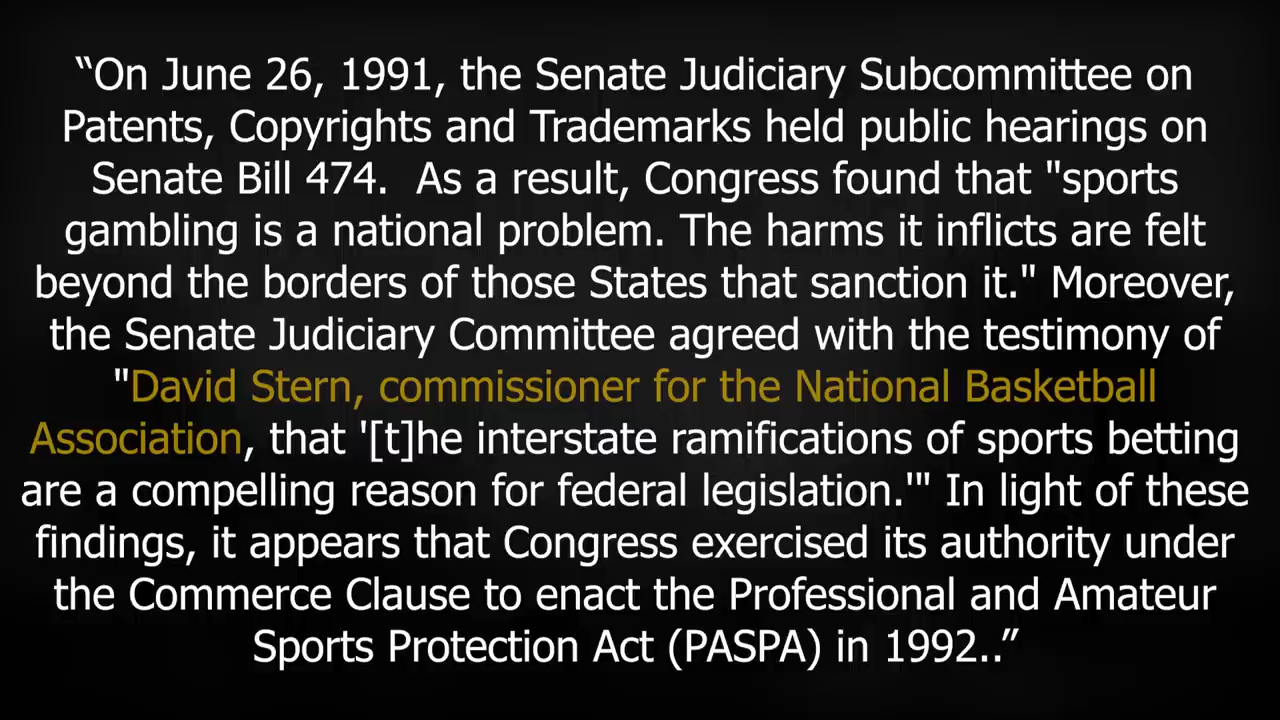 “On June 26, 1991, the Senate Judiciary Subcommittee on
Patents, Copyrights and Trademarks held public hearings on
Senate Bill 474.  As a result, Congress found that "sports
gambling is a national problem. The harms it inflicts are felt
beyond the borders of those States that sanction it." Moreover,
the Senate Judiciary Committee agreed with the testimony of
"David Stern, commissioner for the National Basketball
Association, that '[t]he interstate ramifications of sports betting
are a compelling reason for federal legislation.'" In light of these
findings, it appears that Congress exercised its authority under
the Commerce Clause to enact the Professional and Amateur
Sports Protection Act (PASPA) in 1992..”